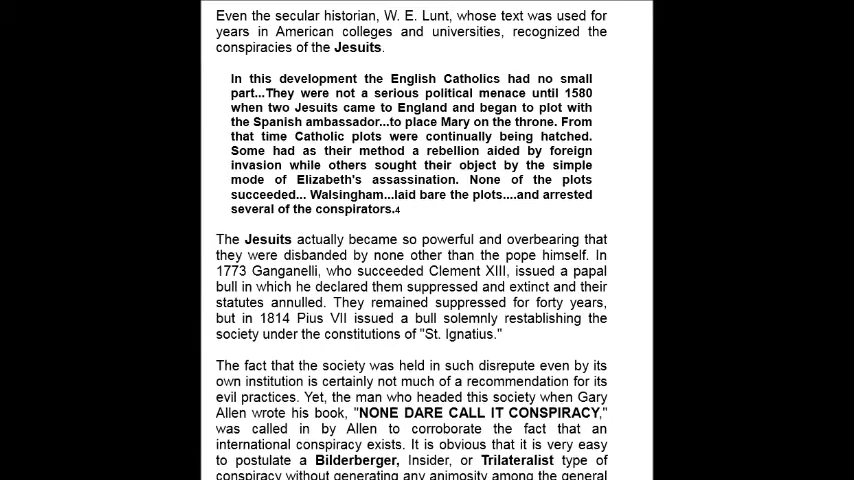 Even the secular historian, W. E. Lunt, whose text was used for
years in American colleges and universities, recognized the
conspiracies of the Jesuits.
In this development the English Catholics had no small
part...They were not a serious political menace until 1580
when two Jesuits came to England and began to plot with
the Spanish ambassador...to place Mary on the throne. From
that time Catholic plots were continually being hatched.
Some had as their method a rebellion aided by foreign
invasion while others sought their object by the simple
mode of Elizabeth's assassination. None of the plots
succeeded... Walsingham...laid bare the plots....and arrested
several of the conspirators.4
The Jesuits actually became so powerful and overbearing that
they were disbanded by none other than the pope himself. In
1773 Ganganelli, who succeeded Clement XIII, issued a papal
bull in which he declared them suppressed and extinct and their
statutes annulled. They remained suppressed for forty years,
but in 1814 Pius VII issued a bull solemnly restablishing the
society under the constitutions of "St. Ignatius."
The fact that the society was held in such disrepute even by its
own institution is certainly not much of a recommendation for its
evil practices. Yet, the man who headed this society when Gary
Allen wrote his book, "NONE DARE CALL IT CONSPIRACY,"
was called in by Allen to corroborate the fact that an
international conspiracy exists. It is obvious that it is very easy
to postulate a Bilderberger, Insider, or Trilateralist type of
conspiracy without generating any animosity among the general